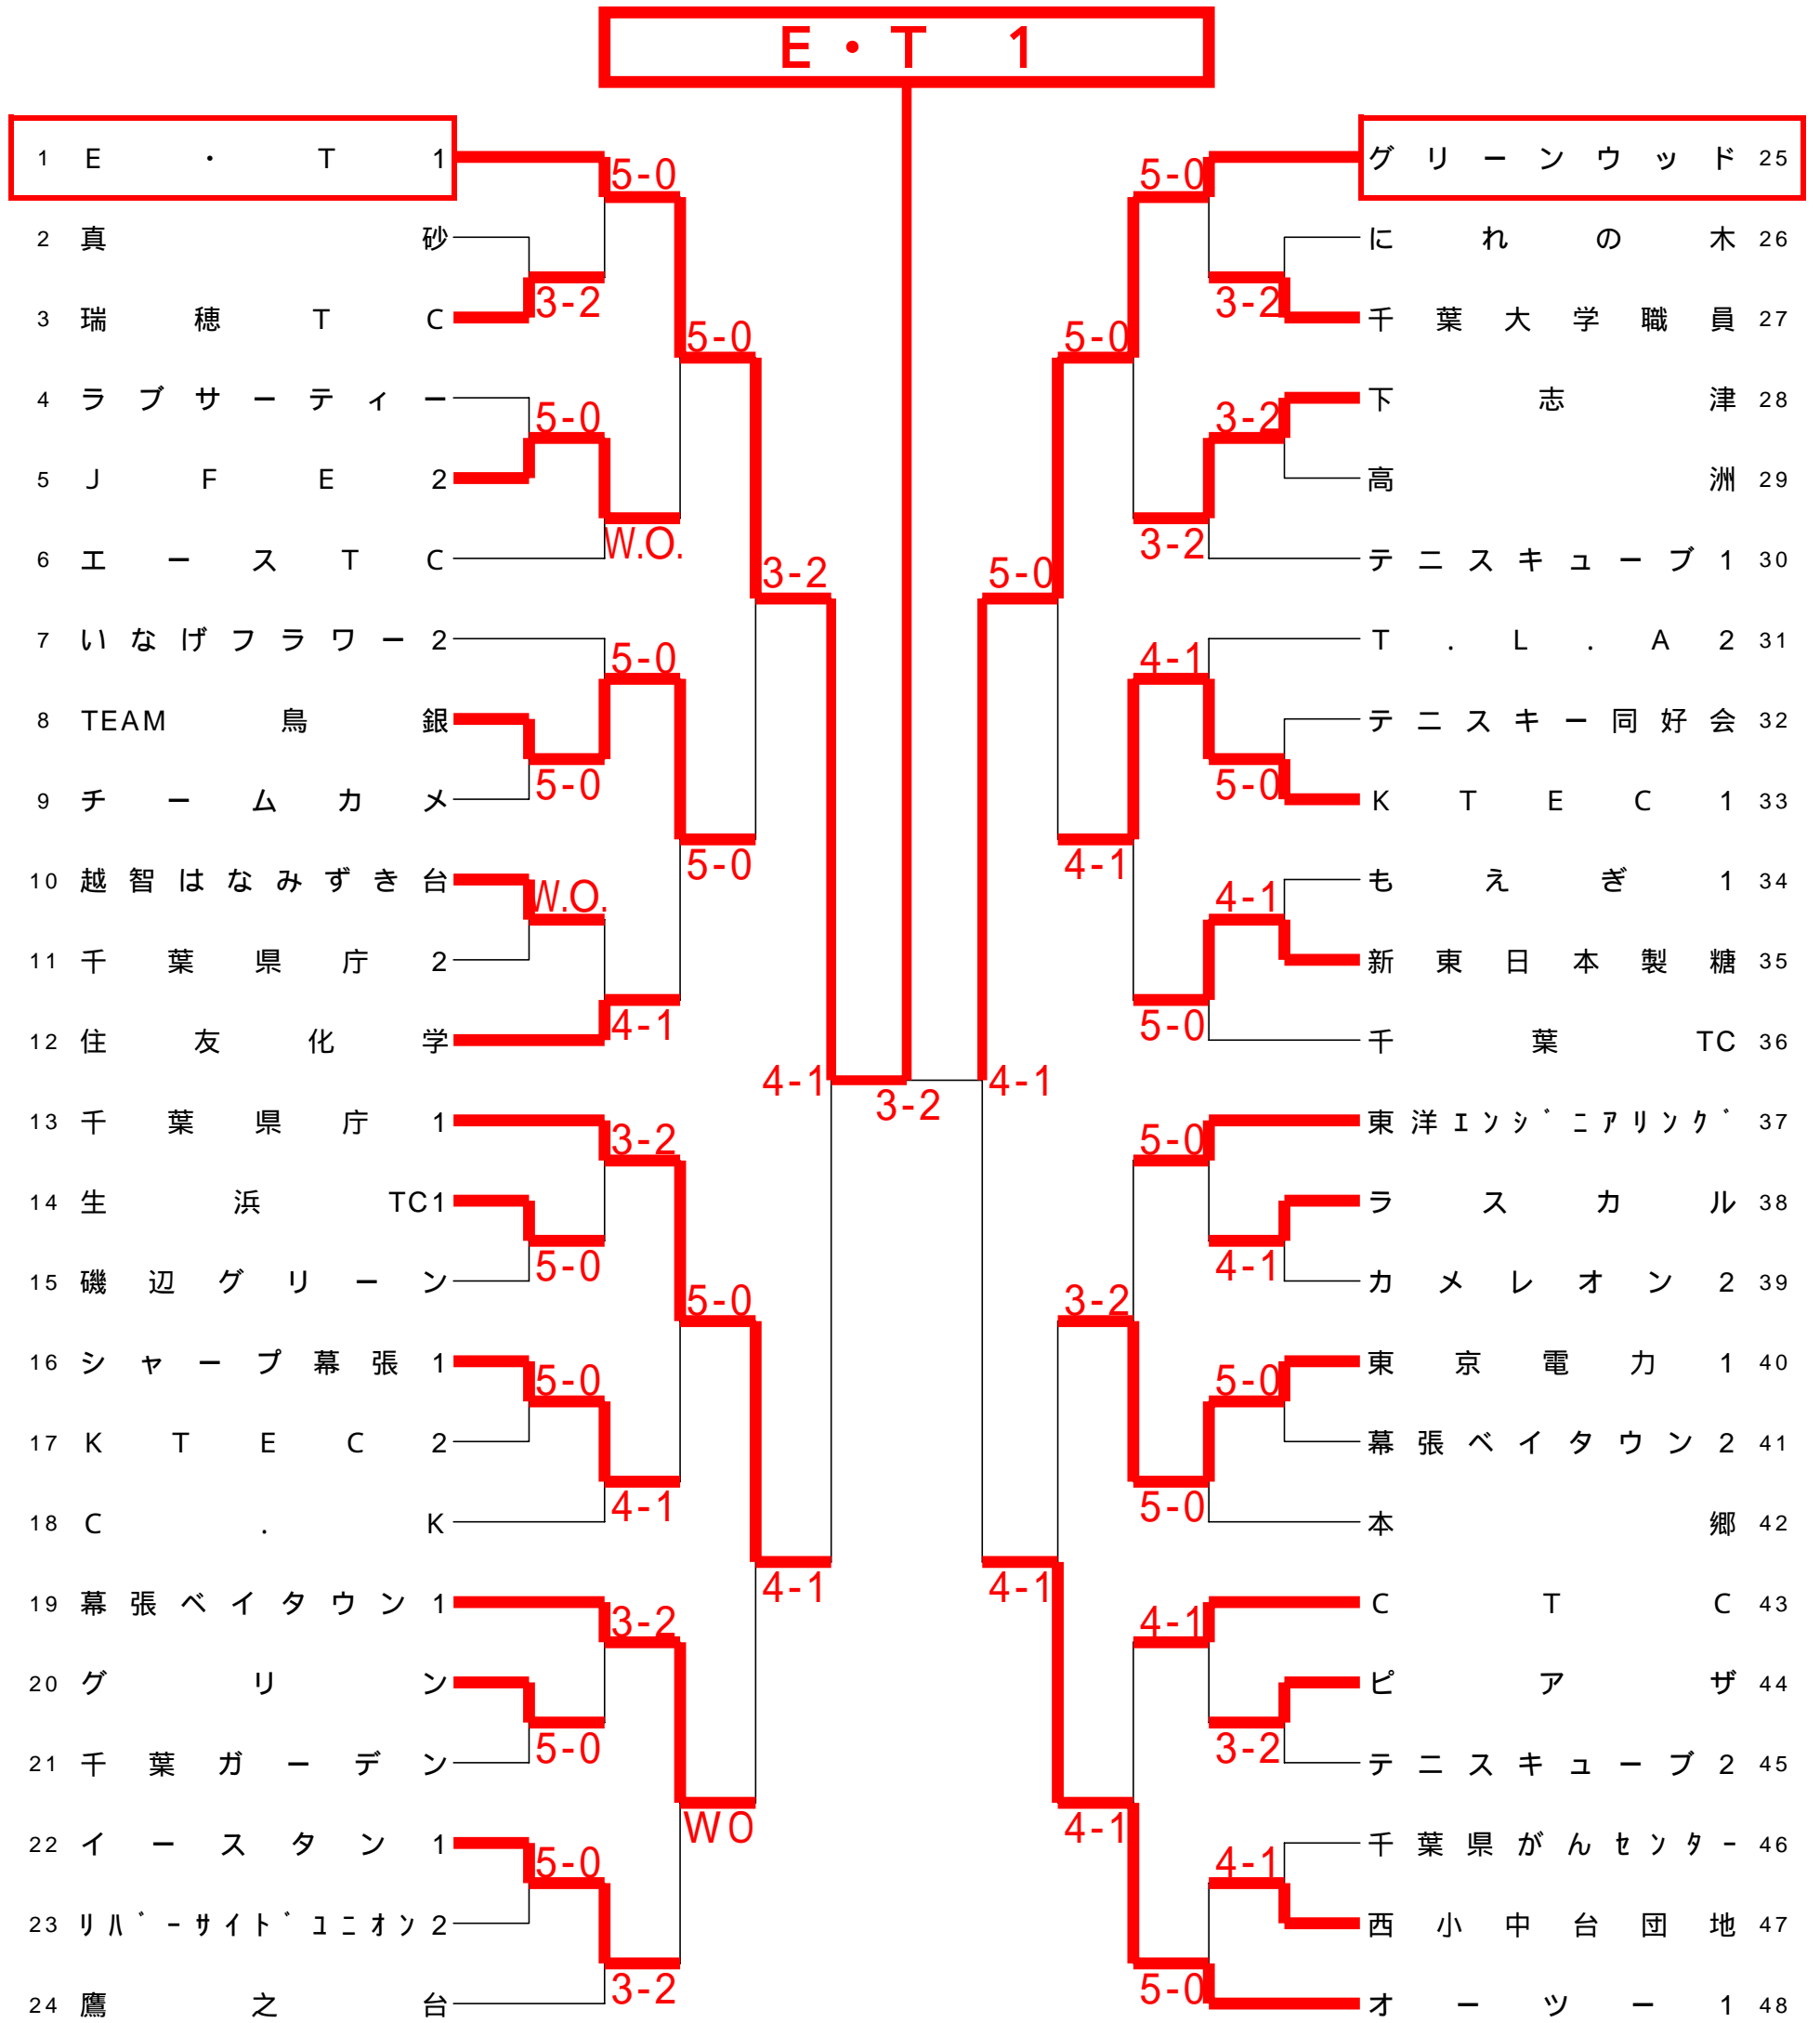 E・T 1
1 E・T 1
5-0
5-0
グリーンウッド 25
2 真砂
にれの木 26
3-2
3-2
3 瑞穂TC
千葉大学職員 27
5-0
5-0
4 ラブサーティー
下志津 28
5-0
3-2
5 JFE2
高洲 29
W.O.
3-2
6 エースTC
テニスキューブ1 30
3-2
5-0
7 いなげフラワー2
T.L.A2 31
5-0
4-1
8 TEAM鳥銀
テニスキー同好会 32
5-0
5-0
9 チームカメ
KTEC1 33
5-0
4-1
10 越智はなみずき台
もえぎ1 34
W.O.
4-1
11 千葉県庁2
新東日本製糖 35
4-1
5-0
12 住友化学
千葉TC 36
4-1
3-2
4-1
13 千葉県庁1
東洋エンジニアリング 37
3-2
5-0
14 生浜TC1
ラスカル 38
5-0
4-1
15 磯辺グリーン
カメレオン2 39
5-0
3-2
16 シャープ幕張1
東京電力1 40
5-0
5-0
17 KTEC2
幕張ベイタウン2 41
4-1
5-0
18 C.K
本郷 42
4-1
4-1
19 幕張ベイタウン1
CTC 43
3-2
4-1
20 グリン
ピアザ 44
5-0
3-2
21 千葉ガーデン
テニスキューブ2 45
WO
4-1
22 イースタン1
千葉県がんセンター 46
5-0
4-1
23 リバーサイドユニオン2
西小中台団地 47
3-2
5-0
24 鷹之台
オーツー1 48